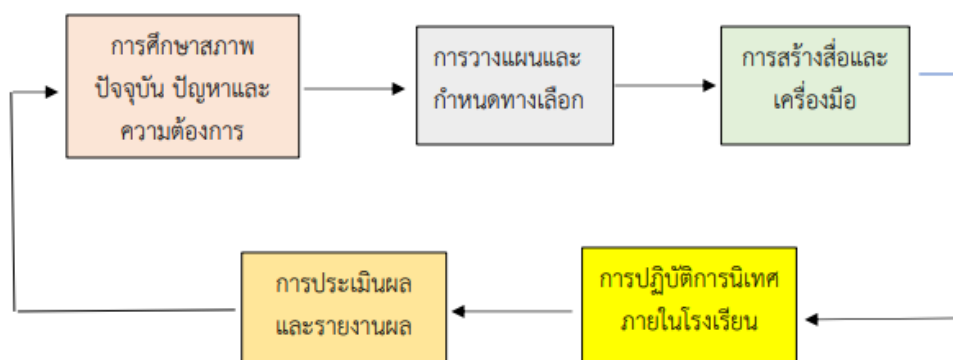 การศึกษาสภาพ
ปัจจุบัน ปัญหาและ
ความต้องการ
การวางแผนและ
กำหนดทางเลือก
การสร้างสื่อและ
เครื่องมือ
การประเมินผล
และรายงานผล
การปฏิบัติการนิเทศ
ภายในโรงเรียน